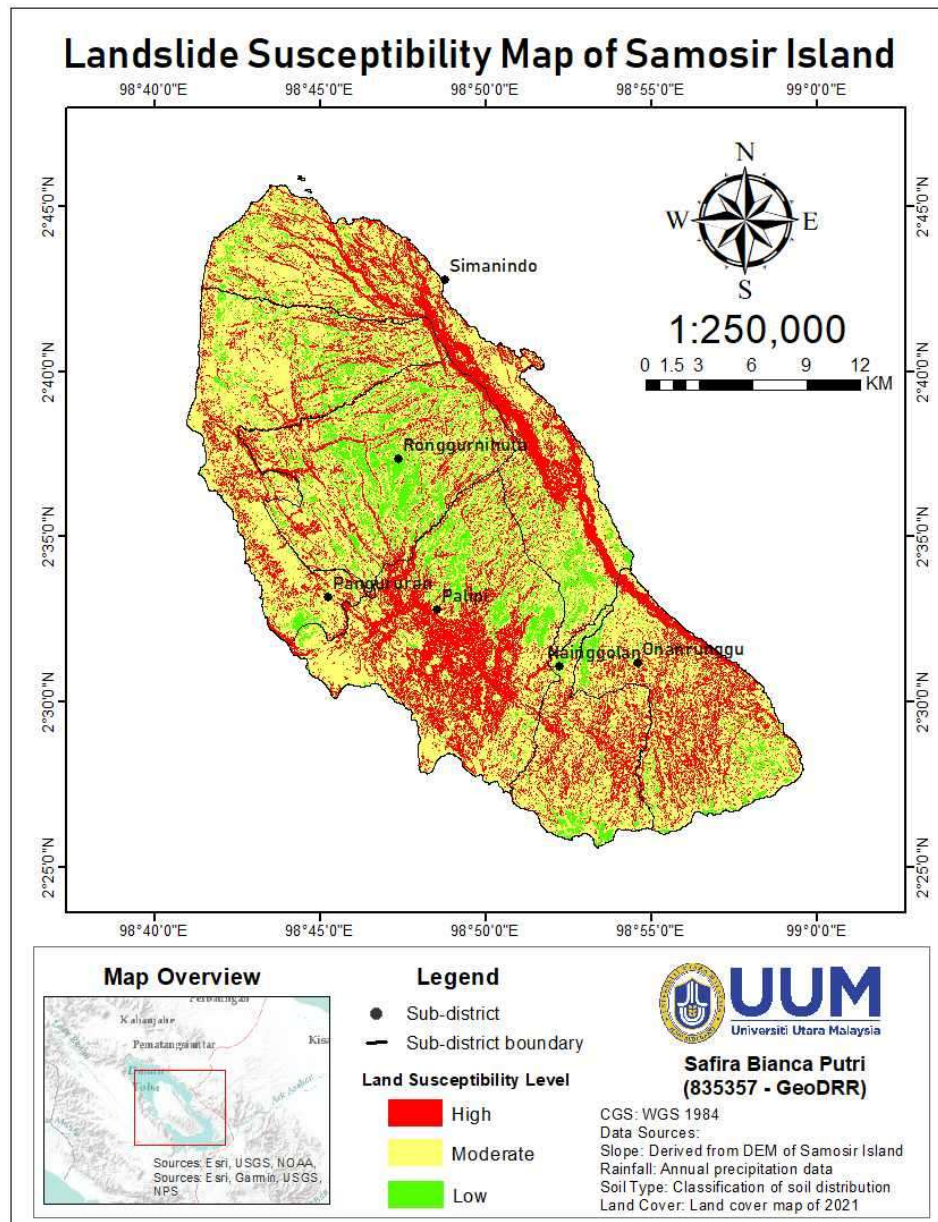 Landslide Susceptibility Map of Samosir Island
98°40'0"E 98°45'0"E 98°50'0"E 98°55'0"E 99°0'0"E
2°45'0"N 2°45'0"N
N
W E
S
Simanindo
1:250,000
0 1.5 3 6 9 12
KM
2°40'0"N 2°40'0"N
Ronggurnihuta
2°35'0"N 2°35'0"N
Pangururan
Palipi
Nainggolan
Onanrunggu
2°30'0"N 2°30'0"N
2°25'0"N 2°25'0"N
98°40'0"E 98°45'0"E 98°50'0"E 98°55'0"E 99°0'0"E
Map Overview
Kabanjahe
Pematangsiantar
Toba
Sources: Esri, USGS, NOAA,
Sources: Esri, Garmin, USGS,
NPS
Legend
Sub-district
Sub-district boundary
Land Susceptibility Level
High
Moderate
Low
UUM
Universiti Utara Malaysia
Safira Bianca Putri
(835357 - GeoDRR)
CGS: WGS 1984
Data Sources:
Slope: Derived from DEM of Samosir Island
Rainfall: Annual precipitation data
Soil Type: Classification of soil distribution
Land Cover: Land cover map of 2021